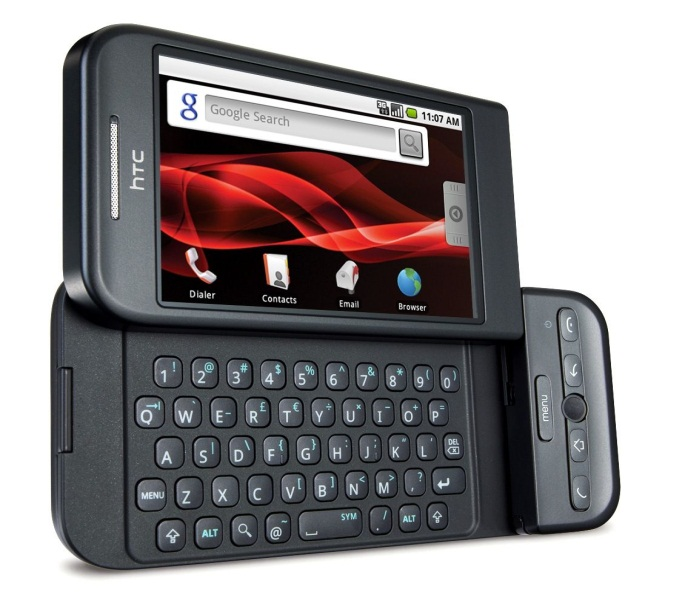 g Google Search
3G
11:07 AM
htc
Dialer Contacts Email Browser
menu
1 ! 2 @ 3 # 4 $ 5 % 6 ^ 7 & 8 * 9 ( 0 )
Q W E - R £ T € Y ÷ U × I O + P =
A S D F { G } H : J ; K " L ' DEL
MENU Z X C V [ B ] N < M > , ?
ALT @ ~ SYM . / ALT